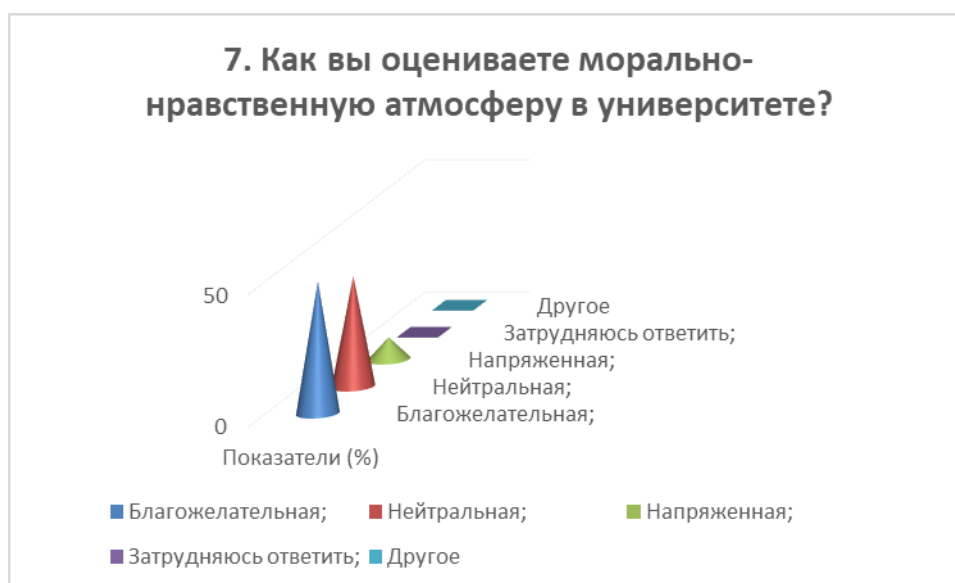 7. Как вы оцениваете морально-
нравственную атмосферу в университете?
50
0
Другое
Затрудняюсь ответить;
Напряженная;
Нейтральная;
Благожелательная;
Показатели (%)
Благожелательная; Нейтральная; Напряженная;
Затрудняюсь ответить; Другое